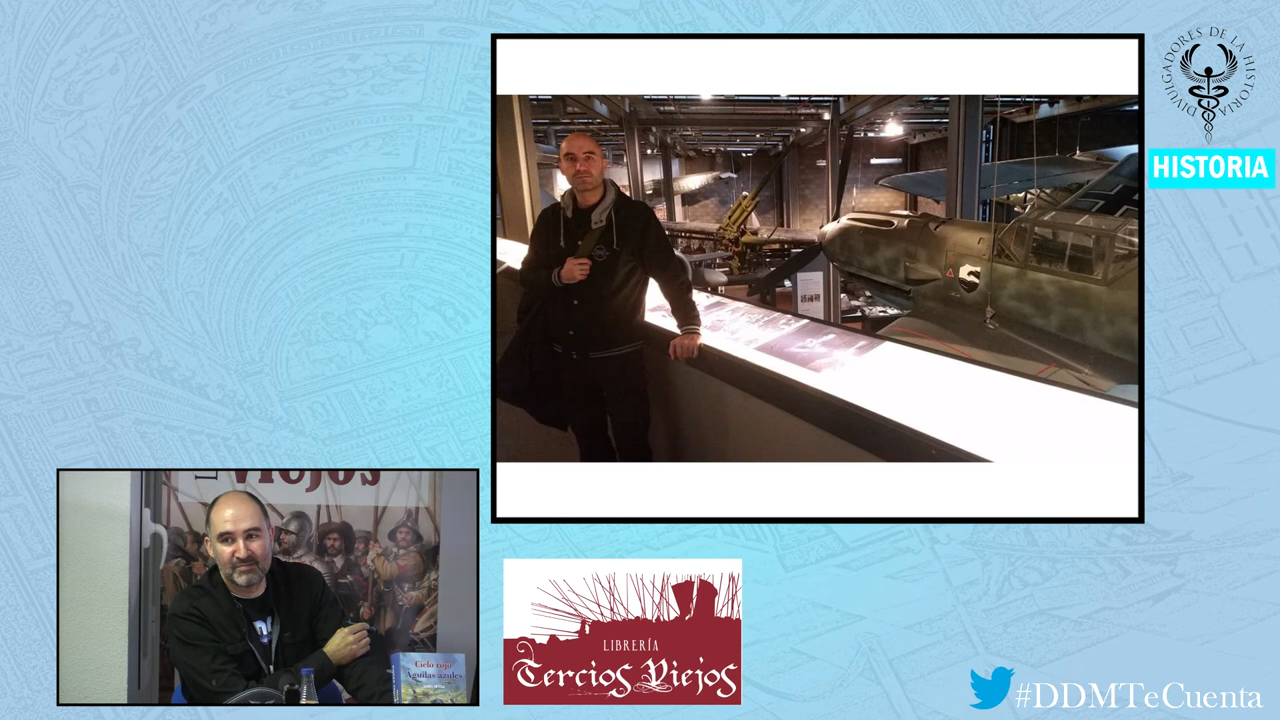 DIVULGADORES DE LA HISTORIA
HISTORIA
VIEJOS
Cielo rojo
Águilas azules
LIBRERÍA
Tercios Viejos
#DDMTeCuenta